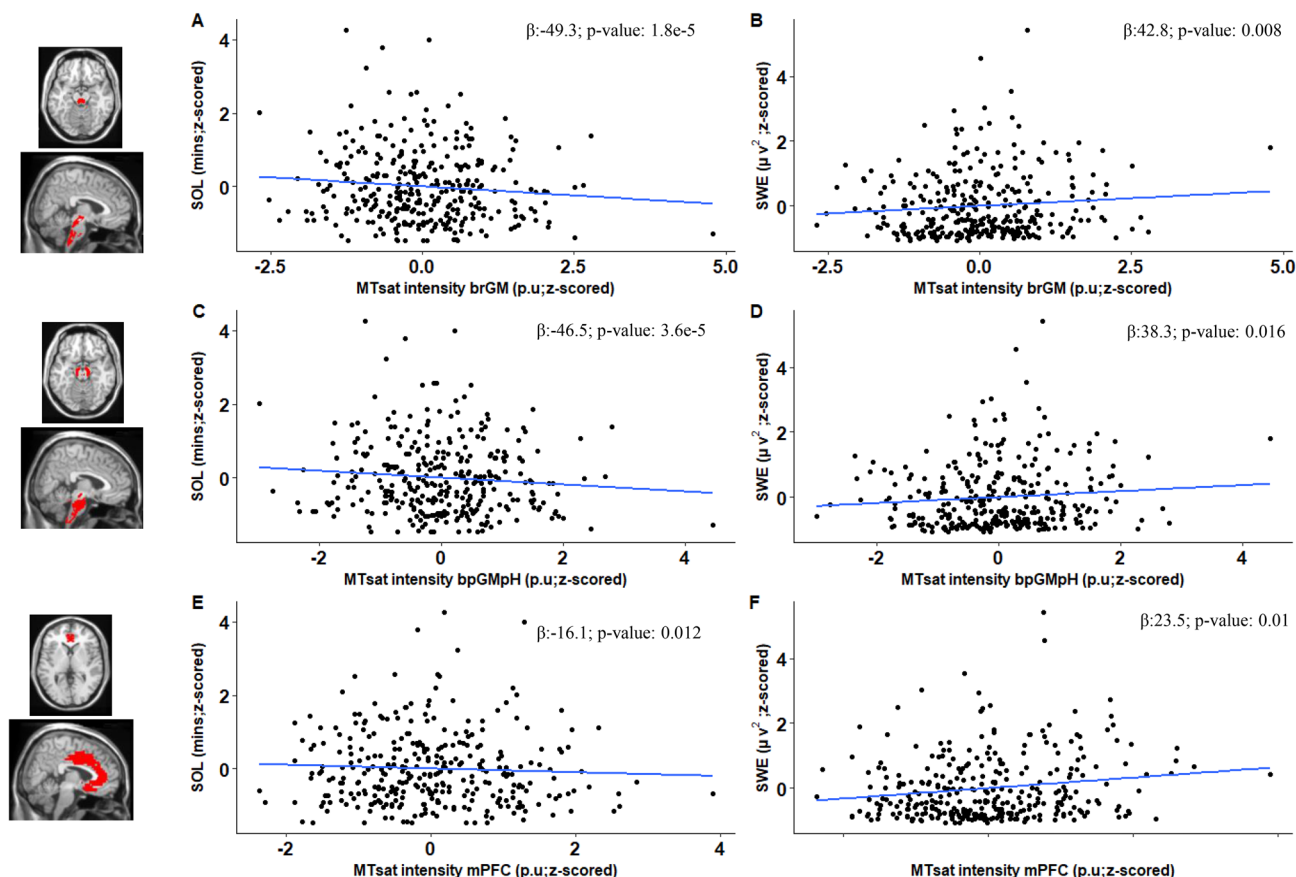 A
β:-49.3; p-value: 1.8e-5
SOL (mins;z-scored)
4
2
0
-2.5
0.0
2.5
5.0
MTsat intensity brGM (p.u;z-scored)
B
β:42.8; p-value: 0.008
SWE (μ v²;z-scored)
4
2
0
-2.5
0.0
2.5
5.0
MTsat intensity brGM (p.u;z-scored)
C
β:-46.5; p-value: 3.6e-5
SOL (mins;z-scored)
4
2
0
-2
0
2
4
MTsat intensity bpGMpH (p.u;z-scored)
D
β:38.3; p-value: 0.016
SWE (μ v²;z-scored)
4
2
0
-2
0
2
4
MTsat intensity bpGMpH (p.u;z-scored)
E
β:-16.1; p-value: 0.012
SOL (mins;z-scored)
4
2
0
-2
0
2
4
MTsat intensity mPFC (p.u;z-scored)
F
β:23.5; p-value: 0.01
SWE (μ v²;z-scored)
4
2
0
MTsat intensity mPFC (p.u;z-scored)